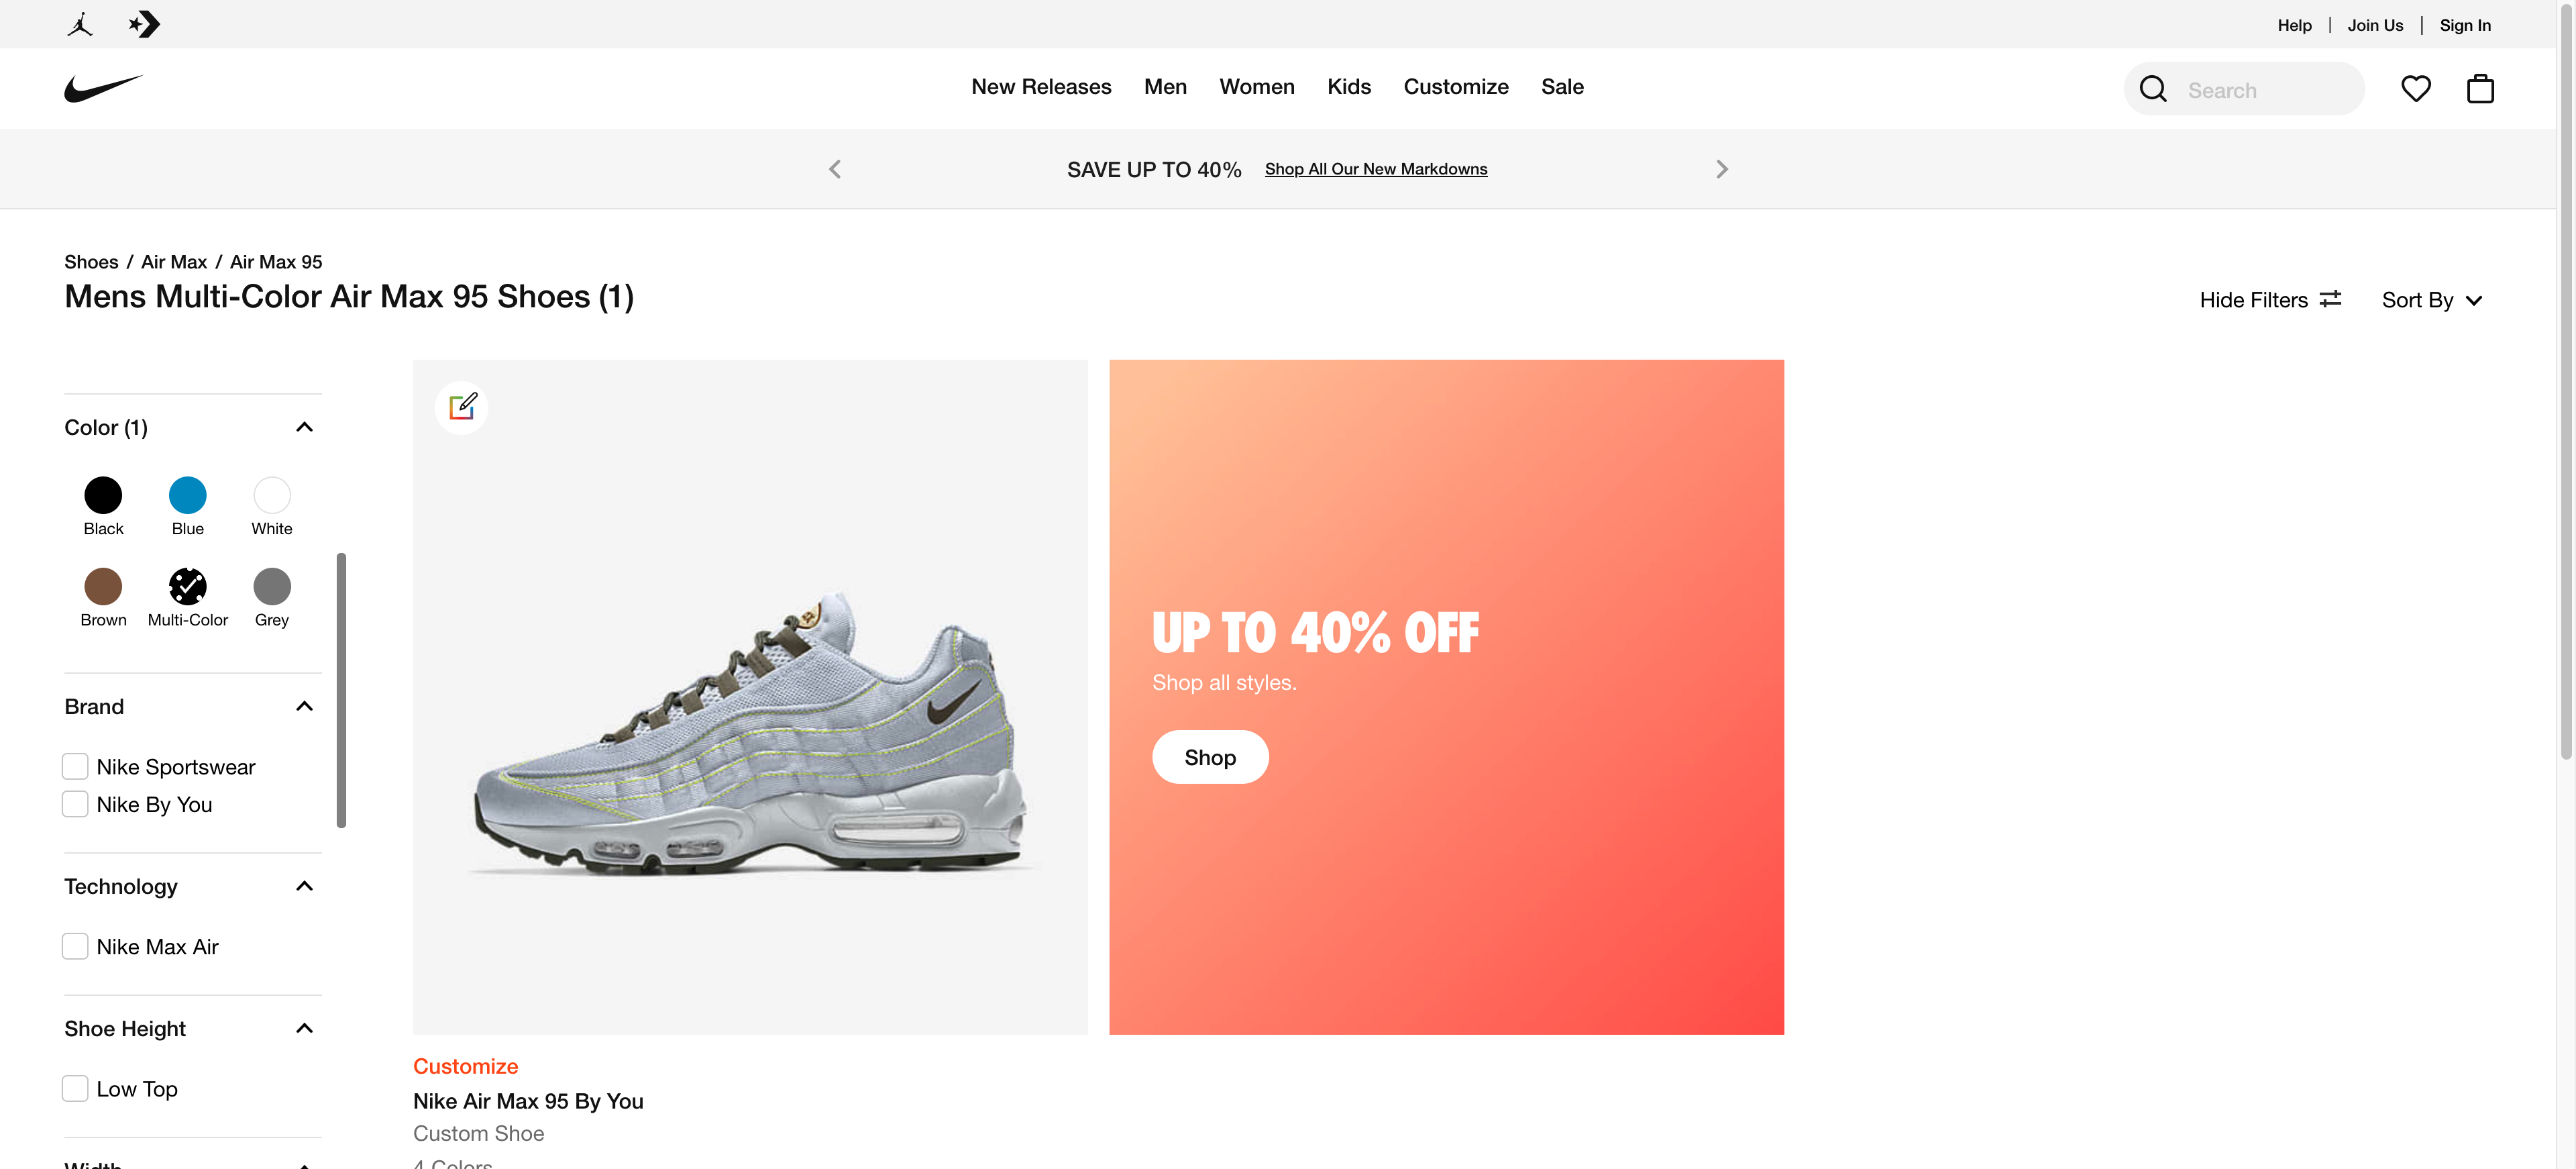 Help | Join Us | Sign In
New Releases Men Women Kids Customize Sale
Search
SAVE UP TO 40% Shop All Our New Markdowns
Shoes / Air Max / Air Max 95
Mens Multi-Color Air Max 95 Shoes (1)
Hide Filters
Sort By
Color (1)
Black Blue White
Brown Multi-Color Grey
Brand
Nike Sportswear
Nike By You
Technology
Nike Max Air
Shoe Height
Low Top
Width
UP TO 40% OFF
Shop all styles.
Shop
Customize
Nike Air Max 95 By You
Custom Shoe
4 Colors